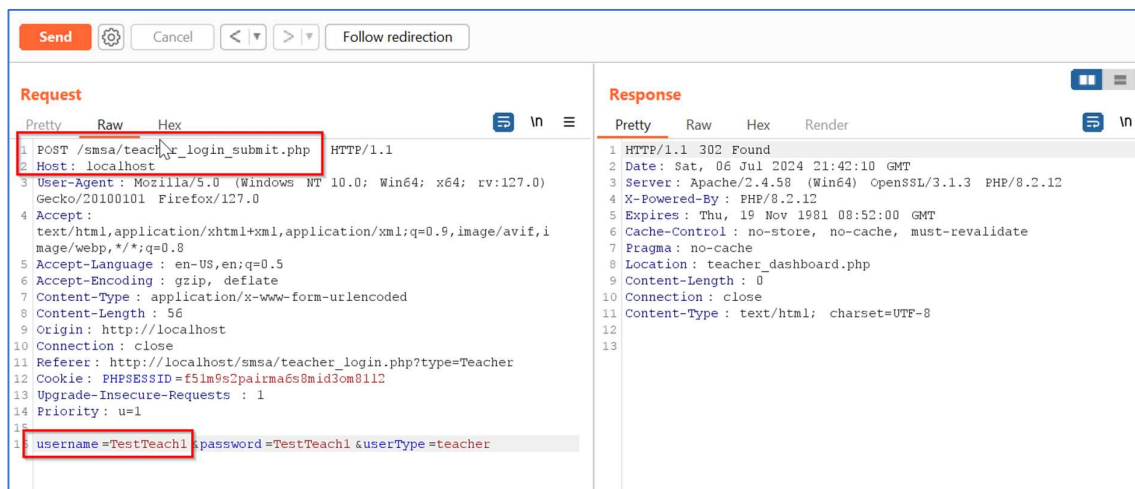 Send Cancel < ▼ > ▼ Follow redirection
Request
Pretty Raw Hex \n ≡
1 POST /smsa/teacher_login_submit.php HTTP/1.1
2 Host: localhost
3 User-Agent: Mozilla/5.0 (Windows NT 10.0; Win64; x64; rv:127.0)
Gecko/20100101 Firefox/127.0
4 Accept:
text/html,application/xhtml+xml,application/xml;q=0.9,image/avif,i
mage/webp,*/*;q=0.8
5 Accept-Language: en-US,en;q=0.5
6 Accept-Encoding: gzip, deflate
7 Content-Type: application/x-www-form-urlencoded
8 Content-Length: 56
9 Origin: http://localhost
10 Connection: close
11 Referer: http://localhost/smsa/teacher_login.php?type=Teacher
12 Cookie: PHPSESSID=f51m9s2pairma6s8mid3om81l2
13 Upgrade-Insecure-Requests: 1
14 Priority: u=1
15
16 username=TestTeach1&password=TestTeach1&userType=teacher
Response
Pretty Raw Hex Render \n
1 HTTP/1.1 302 Found
2 Date: Sat, 06 Jul 2024 21:42:10 GMT
3 Server: Apache/2.4.58 (Win64) OpenSSL/3.1.3 PHP/8.2.12
4 X-Powered-By: PHP/8.2.12
5 Expires: Thu, 19 Nov 1981 08:52:00 GMT
6 Cache-Control: no-store, no-cache, must-revalidate
7 Pragma: no-cache
8 Location: teacher_dashboard.php
9 Content-Length: 0
10 Connection: close
11 Content-Type: text/html; charset=UTF-8
12
13